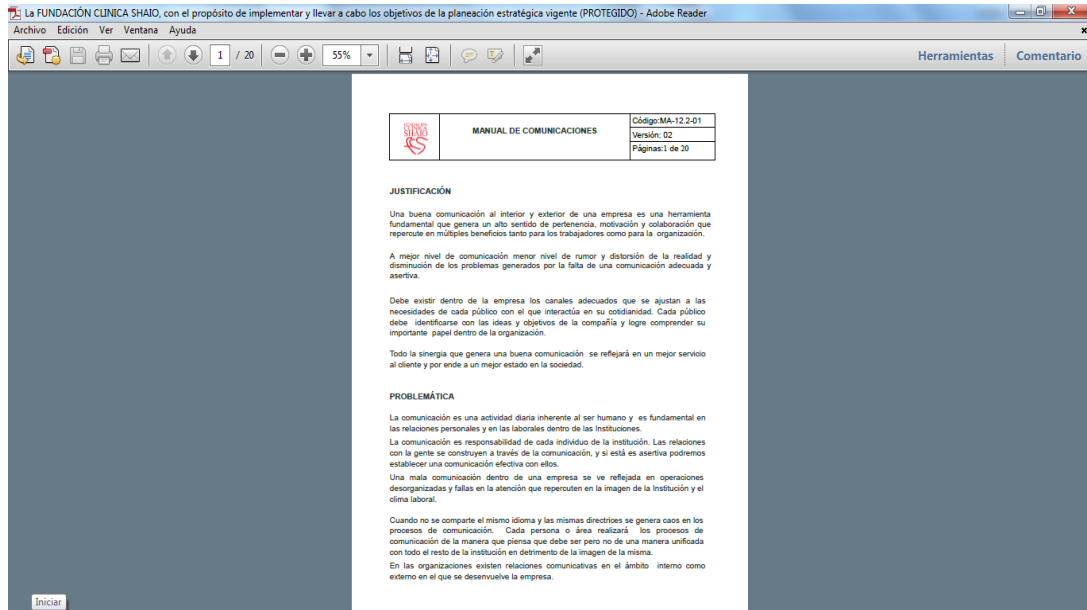 La FUNDACIÓN CLINICA SHAIO, con el propósito de implementar y llevar a cabo los objetivos de la planeación estratégica vigente (PROTEGIDO) - Adobe Reader
Archivo Edición Ver Ventana Ayuda
1 / 20 55% Herramientas Comentario
FUNDACIÓN
CLINICA
SHAIO
MANUAL DE COMUNICACIONES
Código:MA-12.2-01
Versión: 02
Páginas:1 de 20
JUSTIFICACIÓN
Una buena comunicación al interior y exterior de una empresa es una herramienta
fundamental que genera un alto sentido de pertenencia, motivación y colaboración que
repercute en múltiples beneficios tanto para los trabajadores como para la organización.
A mejor nivel de comunicación menor nivel de rumor y distorsión de la realidad y
disminución de los problemas generados por la falta de una comunicación adecuada y
asertiva.
Debe existir dentro de la empresa los canales adecuados que se ajustan a las
necesidades de cada público con el que interactúa en su cotidianidad. Cada público
debe identificarse con las ideas y objetivos de la compañía y logre comprender su
importante papel dentro de la organización.
Todo la sinergia que genera una buena comunicación se reflejará en un mejor servicio
al cliente y por ende a un mejor estado en la sociedad.
PROBLEMÁTICA
La comunicación es una actividad diaria inherente al ser humano y es fundamental en
las relaciones personales y en las laborales dentro de las Instituciones.
La comunicación es responsabilidad de cada individuo de la institución. Las relaciones
con la gente se construyen a través de la comunicación, y si está es asertiva podremos
establecer una comunicación efectiva con ellos.
Una mala comunicación dentro de una empresa se ve reflejada en operaciones
desorganizadas y fallas en la atención que repercuten en la imagen de la Institución y el
clima laboral.
Cuando no se comparte el mismo idioma y las mismas directrices se genera caos en los
procesos de comunicación. Cada persona o área realizará los procesos de
comunicación de la manera que piensa que debe ser pero no de una manera unificada
con todo el resto de la institución en detrimento de la imagen de la misma.
En las organizaciones existen relaciones comunicativas en el ámbito interno como
externo en el que se desenvuelve la empresa.
Iniciar